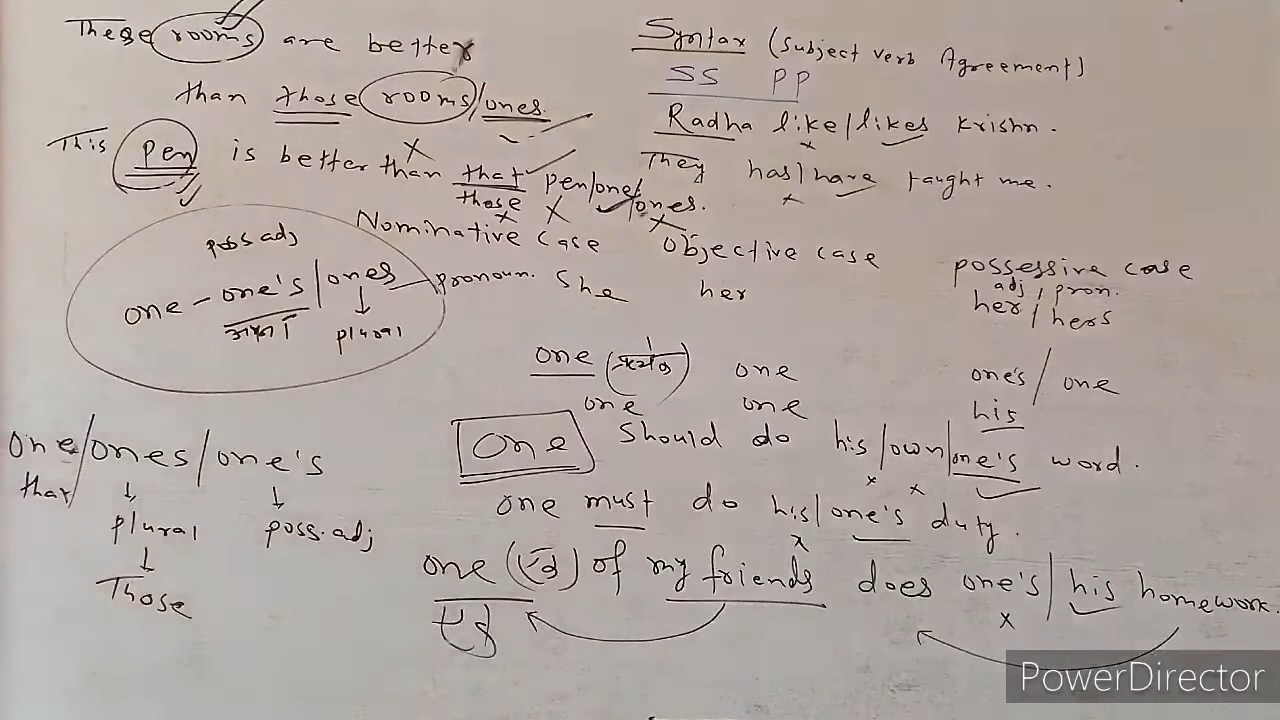 These rooms are better
than those rooms/ones.
This pen is better than that pen/one/ones.
those
Syntax (Subject verb Agreement)
SS PP
Radha like/likes Krishn.
They has/have taught me.
Nominative case Objective case possessive case
adj/pron.
She her her/hers
poss adj
one - one's/ones - pronoun.
plural
one one one's/one
one one his
One should do his/own/one's word.
one must do his/one's duty.
one of my friends does one's/his homework.
one/ones/one's
that
plural poss.adj
Those
PowerDirector